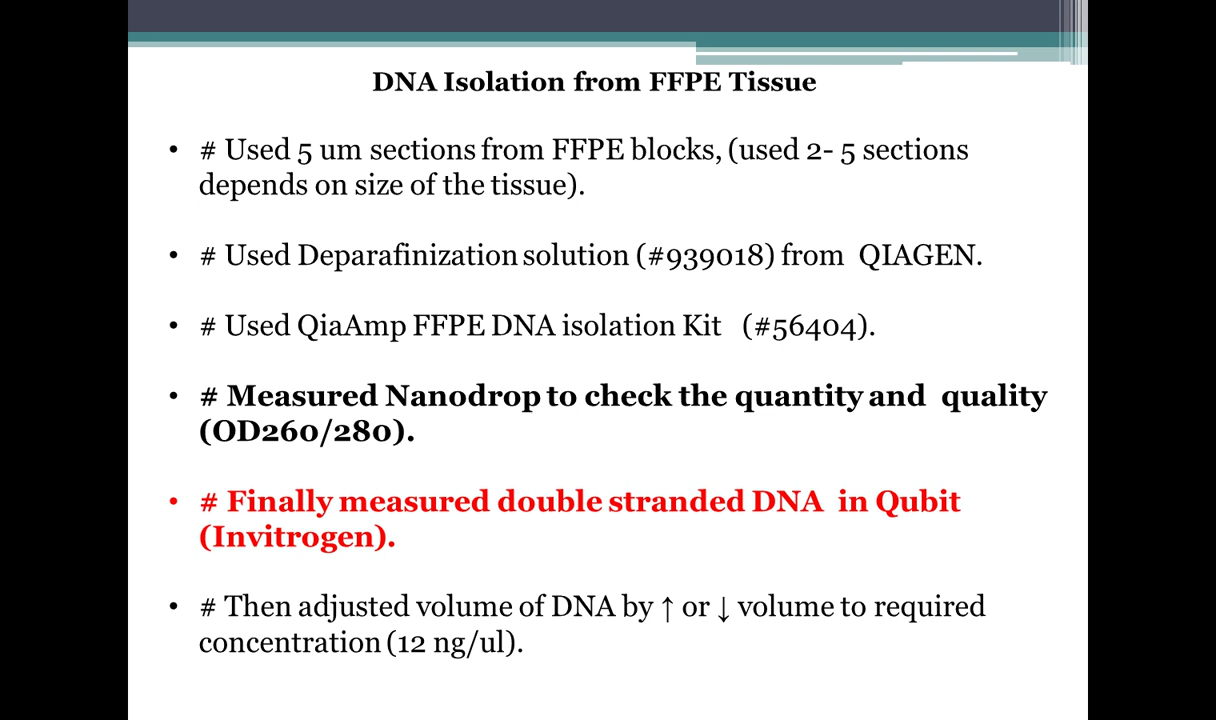 DNA Isolation from FFPE Tissue
• # Used 5 um sections from FFPE blocks, (used 2- 5 sections
depends on size of the tissue).
• # Used Deparafinization solution (#939018) from QIAGEN.
• # Used QiaAmp FFPE DNA isolation Kit (#56404).
• # Measured Nanodrop to check the quantity and quality
(OD260/280).
• # Finally measured double stranded DNA in Qubit
(Invitrogen).
• # Then adjusted volume of DNA by ↑ or ↓ volume to required
concentration (12 ng/ul).